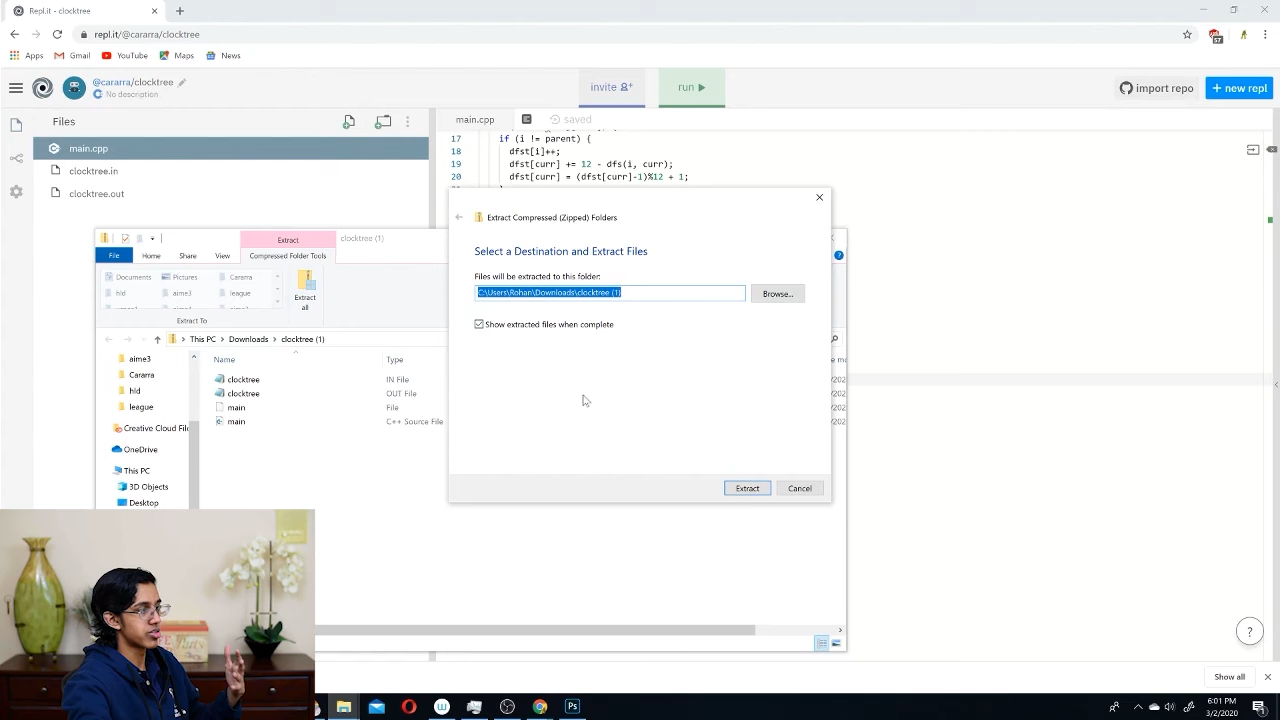 Repl.it - clocktree
repl.it/@cararra/clocktree
57
Apps Gmail YouTube Maps News
@cararra/clocktree
No description
invite
run
import repo
+ new repl
Files
main.cpp
saved
main.cpp
clocktree.in
clocktree.out
17 if (i != parent) {
18 dfst[i]++;
19 dfst[curr] += 12 - dfs(i, curr);
20 dfst[curr] = (dfst[curr]-1)%12 + 1;
Extract
clocktree (1)
File Home Share View Compressed Folder Tools
Documents Pictures Cararra
hld aime3 league
Extract all
Extract To
This PC > Downloads > clocktree (1)
Name Type
aime3
Cararra
hld
league
Creative Cloud Fil
OneDrive
This PC
3D Objects
Desktop
clocktree IN File
clocktree OUT File
main File
main C++ Source File
Extract Compressed (Zipped) Folders
Select a Destination and Extract Files
Files will be extracted to this folder:
C:\Users\Rohan\Downloads\clocktree (1)
Browse...
Show extracted files when complete
Extract Cancel
?
Show all
Ps
6:01 PM
3/2/2020